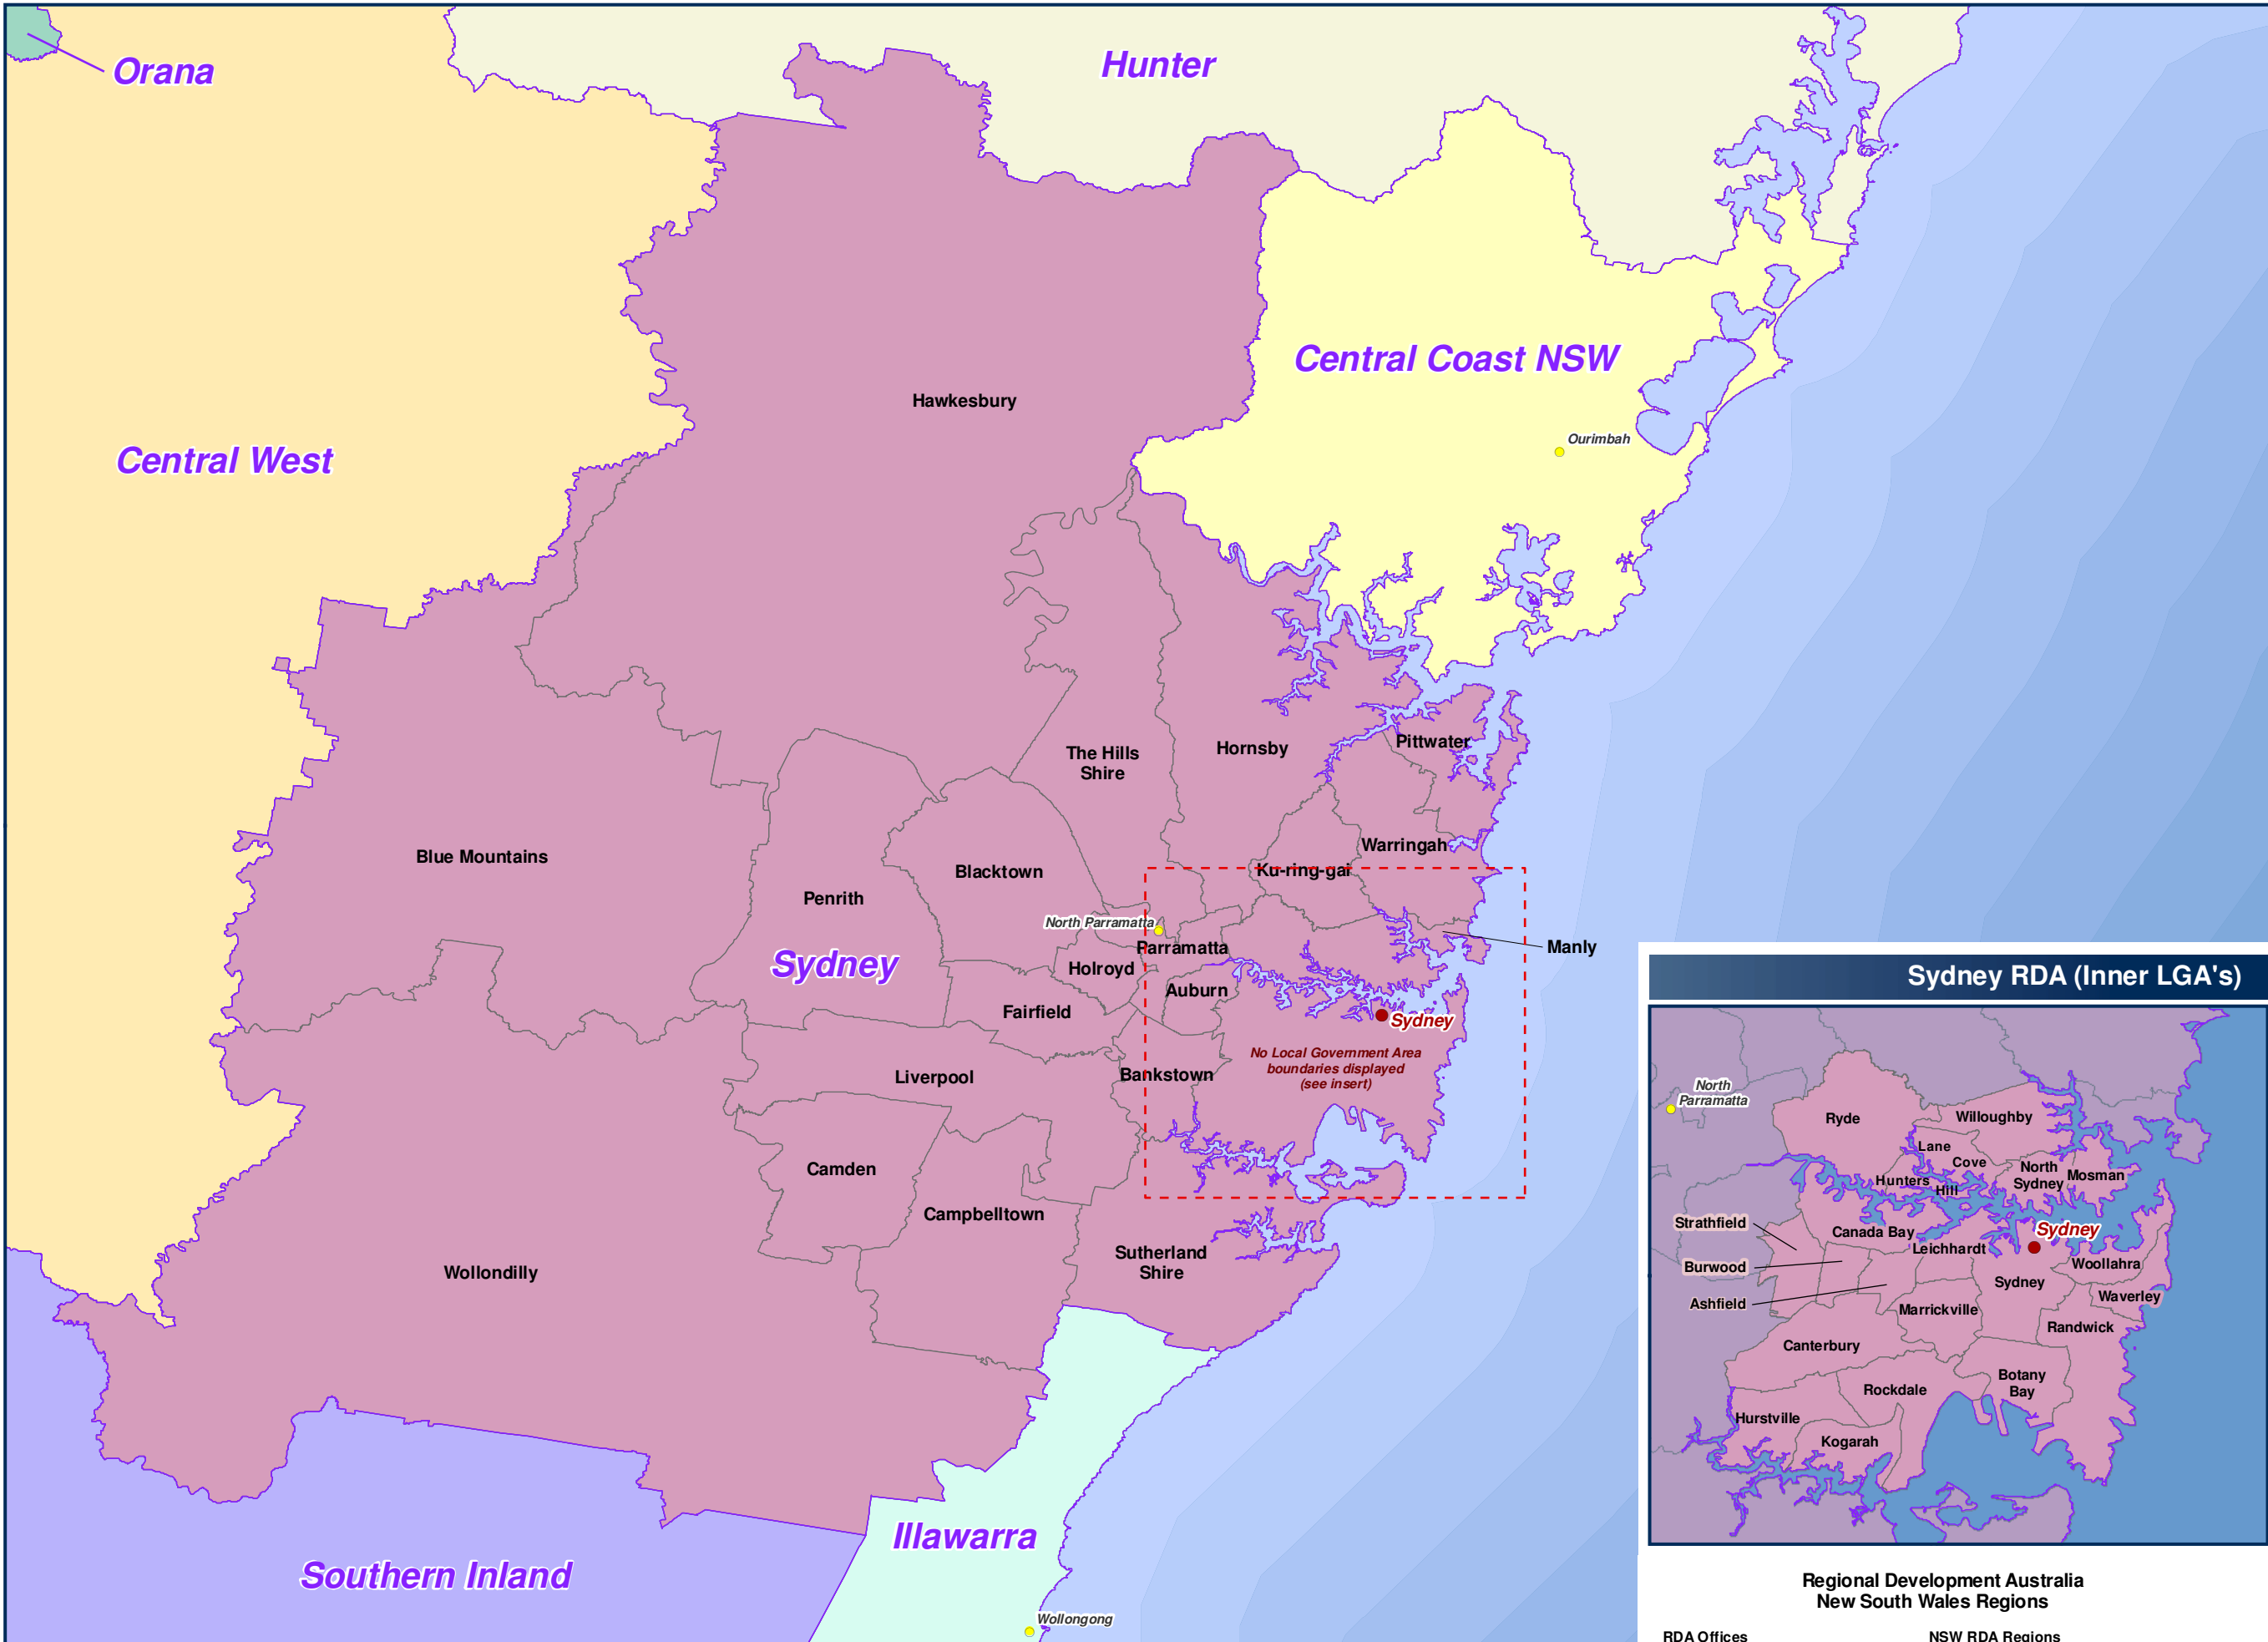 Orana
Hunter
Central Coast NSW
Hawkesbury
Ourimbah
Central West
The Hills
Shire
Hornsby
Pittwater
Warringah
Blue Mountains
Blacktown
Ku-ring-gai
Penrith
North Parramatta
Parramatta
Manly
Sydney
Holroyd
Auburn
Fairfield
Sydney
No Local Government Area
boundaries displayed
(see insert)
Liverpool
Bankstown
Camden
Campbelltown
Sutherland
Shire
Wollondilly
Illawarra
Southern Inland
Wollongong
Sydney RDA (Inner LGA's)
North
Parramatta
Ryde
Willoughby
Lane
Cove
North
Sydney
Mosman
Hunters
Hill
Strathfield
Canada Bay
Sydney
Leichhardt
Burwood
Woollahra
Sydney
Ashfield
Waverley
Marrickville
Randwick
Canterbury
Botany
Bay
Rockdale
Hurstville
Kogarah
Regional Development Australia
New South Wales Regions
RDA Offices
NSW RDA Regions